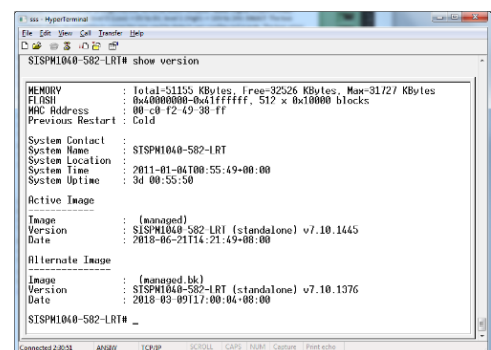 sss - HyperTerminal
File Edit View Call Transfer Help
SISPM1040-582-LRT# show version
MEMORY : Total=51155 KBytes, Free=32526 KBytes, Max=31727 KBytes
FLASH : 0x40000000-0x41ffffff, 512 x 0x10000 blocks
MAC Address : 00-c0-f2-49-38-ff
Previous Restart : Cold
System Contact :
System Name : SISPM1040-582-LRT
System Location :
System Time : 2011-01-04T00:55:49+00:00
System Uptime : 3d 00:55:50
Active Image
------------
Image : (managed)
Version : SISPM1040-582-LRT (standalone) v7.10.1445
Date : 2018-06-21T14:21:49+08:00
Alternate Image
---------------
Image : (managed.bk)
Version : SISPM1040-582-LRT (standalone) v7.10.1376
Date : 2018-03-09T17:00:04+08:00
SISPM1040-582-LRT# _
Connected 2:30:51 ANSIW TCP/IP SCROLL CAPS NUM Capture Print echo